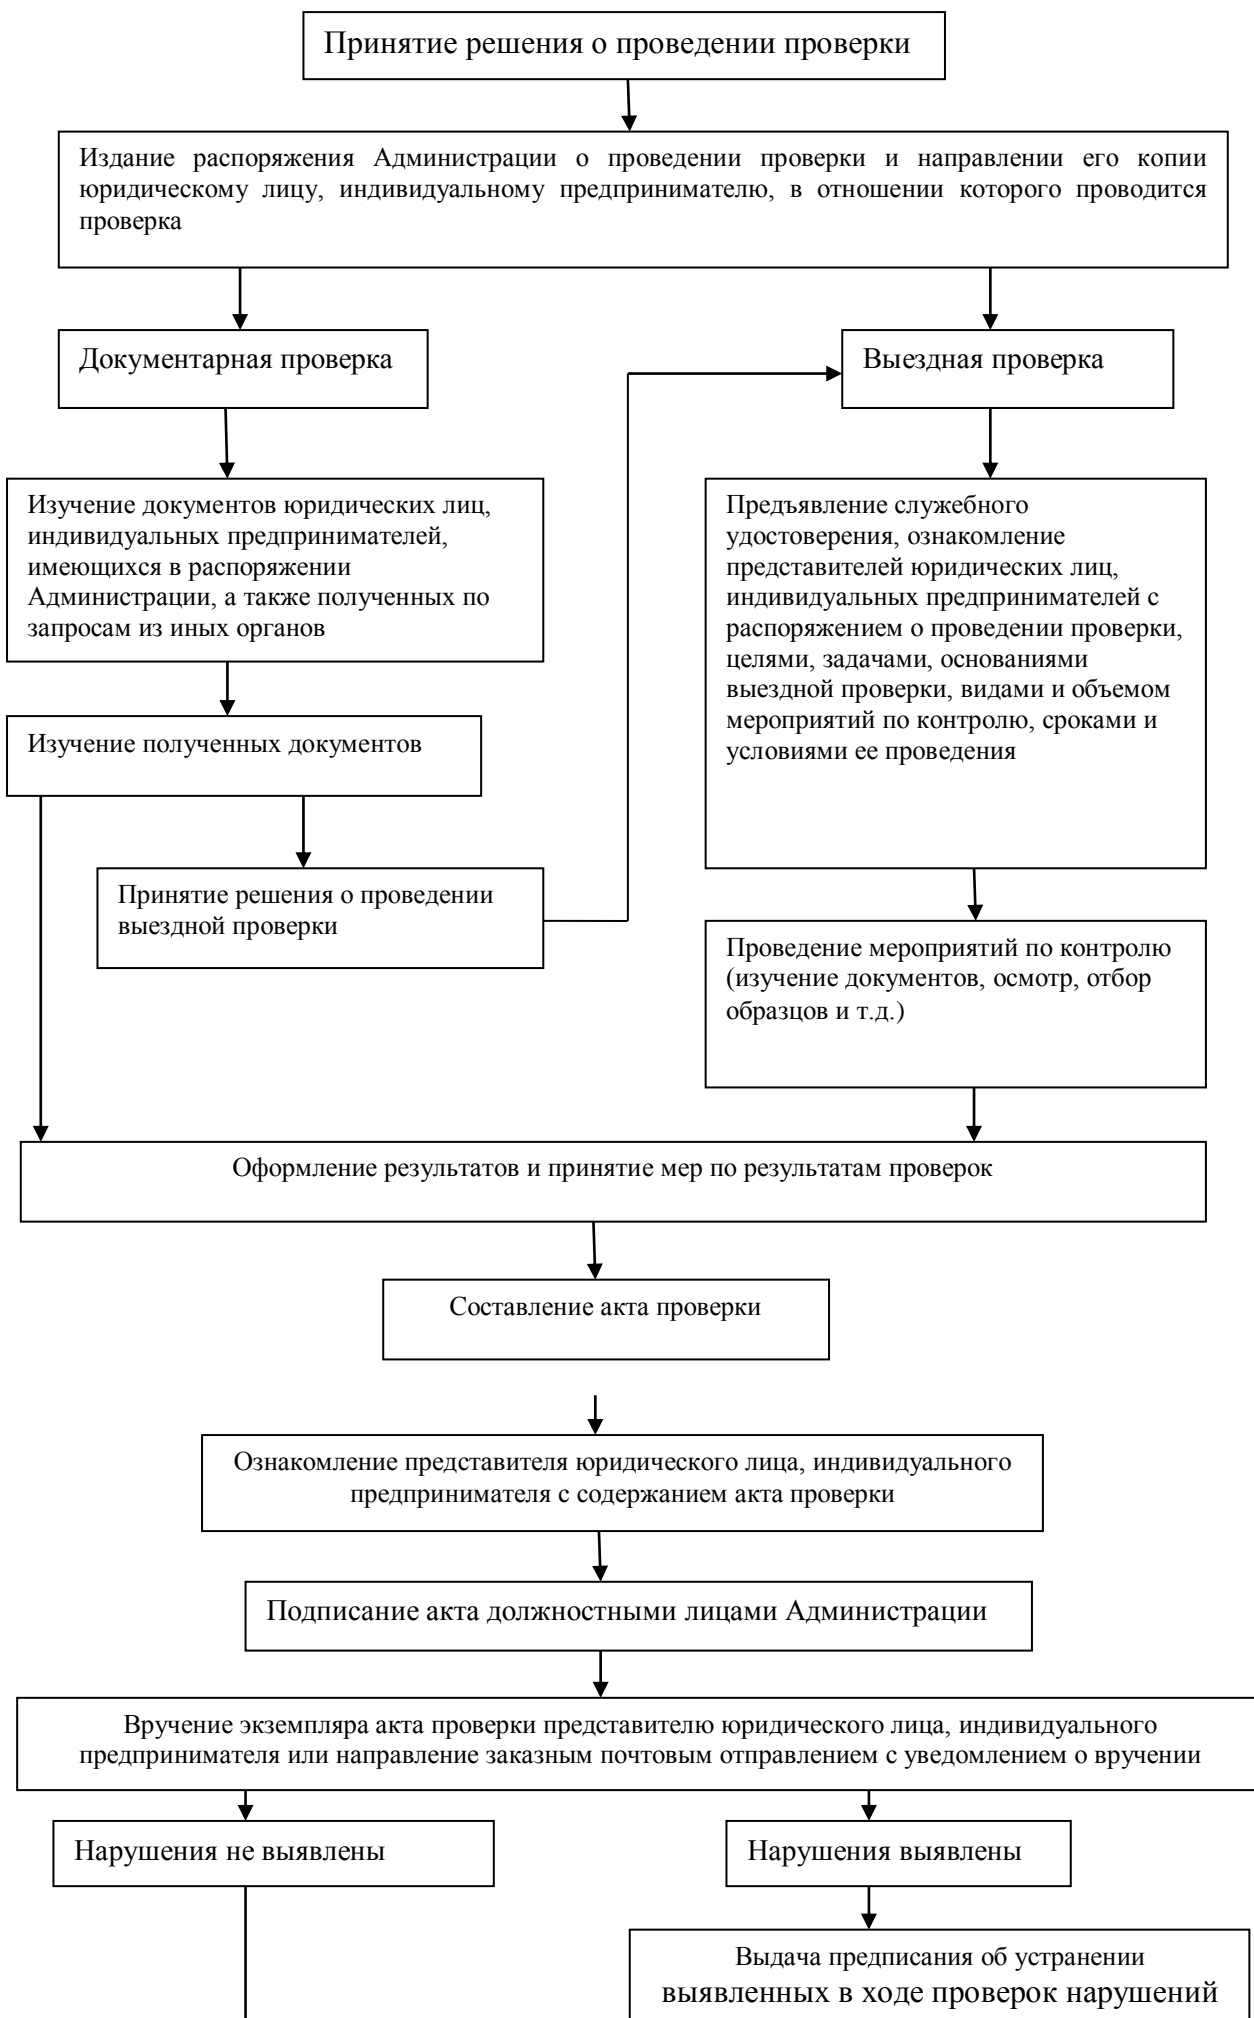 Принятие решения о проведении проверки
Издание распоряжения Администрации о проведении проверки и направлении его копии
юридическому лицу, индивидуальному предпринимателю, в отношении которого проводится
проверка
Документарная проверка
Выездная проверка
Изучение документов юридических лиц,
индивидуальных предпринимателей,
имеющихся в распоряжении
Администрации, а также полученных по
запросам из иных органов
Предъявление служебного
удостоверения, ознакомление
представителей юридических лиц,
индивидуальных предпринимателей с
распоряжением о проведении проверки,
целями, задачами, основаниями
выездной проверки, видами и объемом
мероприятий по контролю, сроками и
условиями ее проведения
Изучение полученных документов
Принятие решения о проведении
выездной проверки
Проведение мероприятий по контролю
(изучение документов, осмотр, отбор
образцов и т.д.)
Оформление результатов и принятие мер по результатам проверок
Составление акта проверки
Ознакомление представителя юридического лица, индивидуального
предпринимателя с содержанием акта проверки
Подписание акта должностными лицами Администрации
Вручение экземпляра акта проверки представителю юридического лица, индивидуального
предпринимателя или направление заказным почтовым отправлением с уведомлением о вручении
Нарушения не выявлены
Нарушения выявлены
Выдача предписания об устранении
выявленных в ходе проверок нарушений